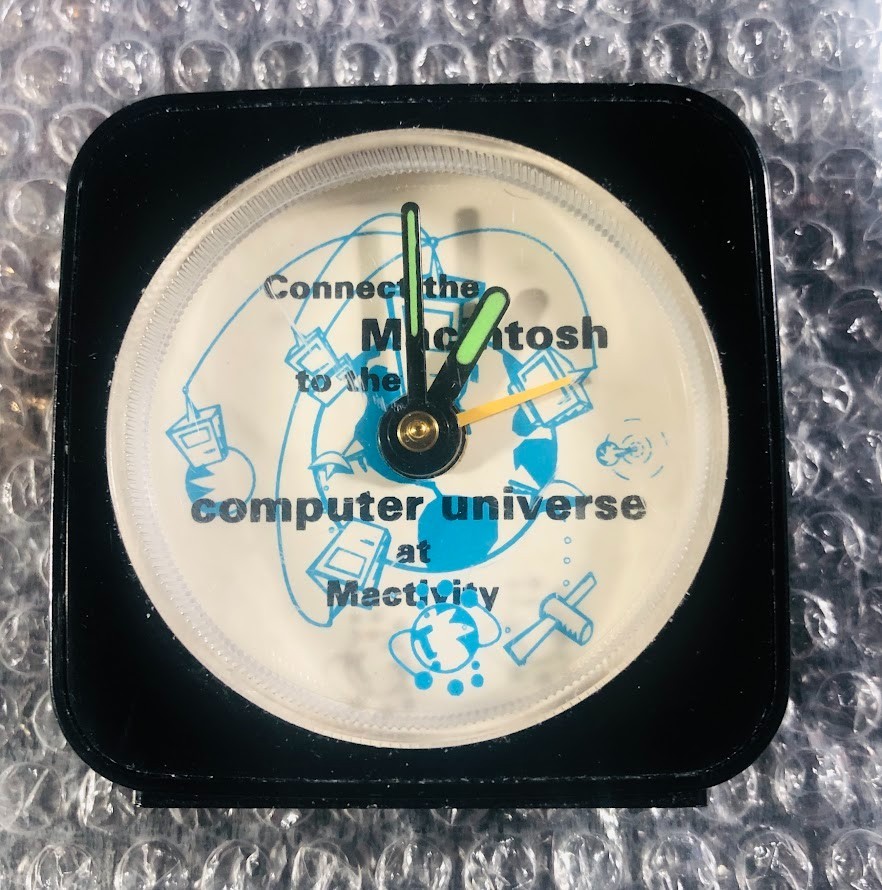 Connect the
Macintosh
to the
computer universe
at
Mactivity